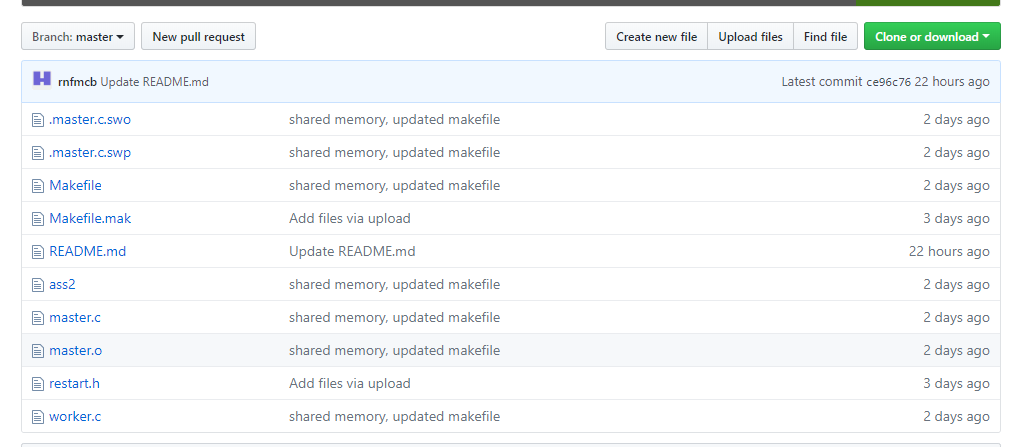 Branch: master New pull request Create new file Upload files Find file Clone or download
rnfmcb Update README.md Latest commit ce96c76 22 hours ago
.master.c.swo shared memory, updated makefile 2 days ago
.master.c.swp shared memory, updated makefile 2 days ago
Makefile shared memory, updated makefile 2 days ago
Makefile.mak Add files via upload 3 days ago
README.md Update README.md 22 hours ago
ass2 shared memory, updated makefile 2 days ago
master.c shared memory, updated makefile 2 days ago
master.o shared memory, updated makefile 2 days ago
restart.h Add files via upload 3 days ago
worker.c shared memory, updated makefile 2 days ago